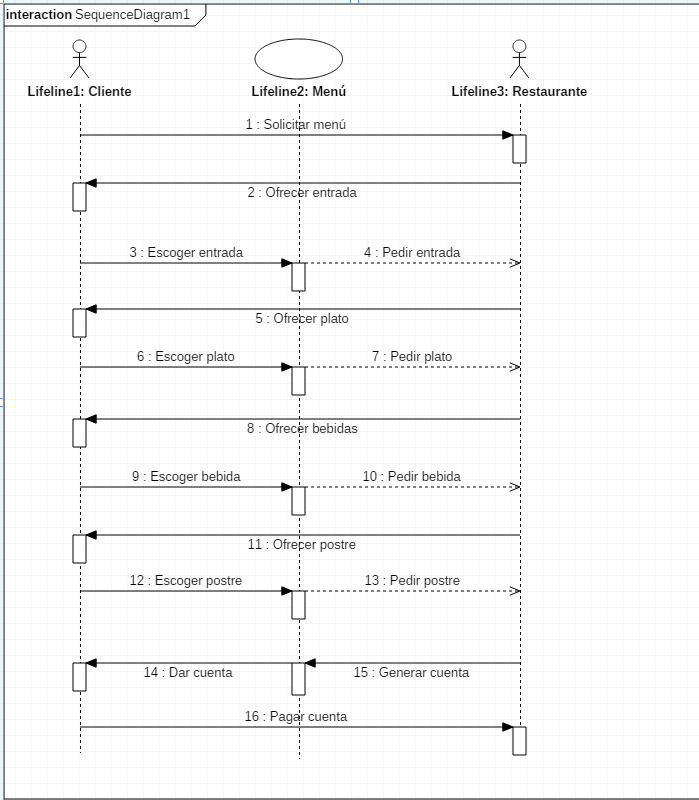 interaction SequenceDiagram1
Lifeline1: Cliente
Lifeline2: Menú
Lifeline3: Restaurante
1 : Solicitar menú
2 : Ofrecer entrada
3 : Escoger entrada
4 : Pedir entrada
5 : Ofrecer plato
6 : Escoger plato
7 : Pedir plato
8 : Ofrecer bebidas
9 : Escoger bebida
10 : Pedir bebida
11 : Ofrecer postre
12 : Escoger postre
13 : Pedir postre
14 : Dar cuenta
15 : Generar cuenta
16 : Pagar cuenta